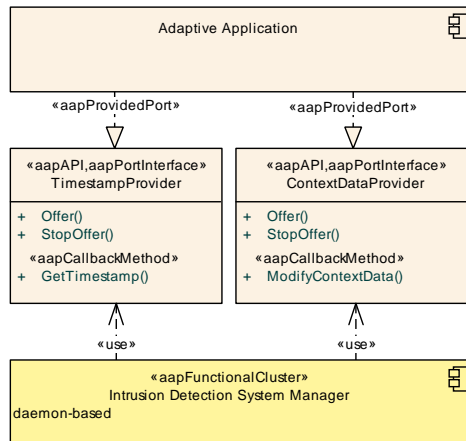 Adaptive Application
«aapProvidedPort»
«aapProvidedPort»
«aapAPI,aapPortInterface»
TimestampProvider
+ Offer()
+ StopOffer()
«aapCallbackMethod»
+ GetTimestamp()
«aapAPI,aapPortInterface»
ContextDataProvider
+ Offer()
+ StopOffer()
«aapCallbackMethod»
+ ModifyContextData()
«use»
«use»
«aapFunctionalCluster»
Intrusion Detection System Manager
daemon-based